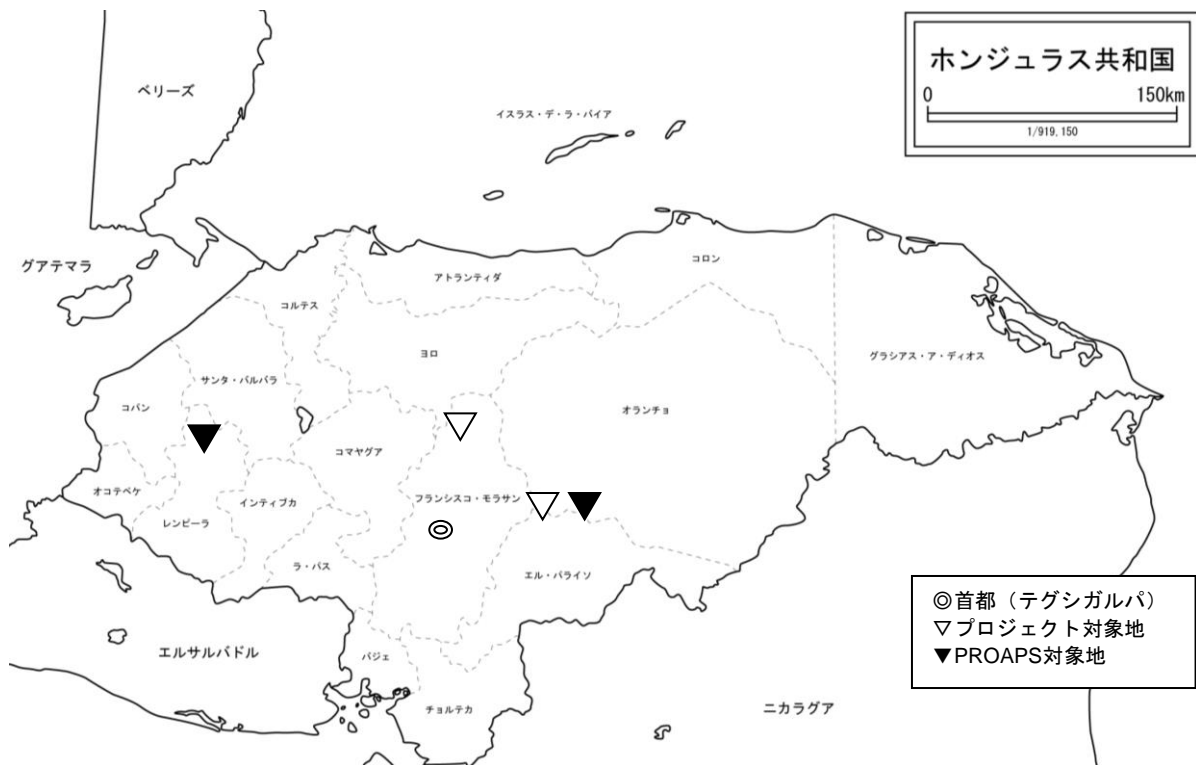 ホンジュラス共和国
0 150km
1/919,150
ベリーズ
イスラス・デ・ラ・バイア
グアテマラ
コロン
アトランティダ
コルテス
ヨロ
グラシアス・ア・ディオス
サンタ・バルバラ
コパン
オランチョ
コマヤグア
オコテペケ
インティブカ
フランシスコ・モラサン
レンピーラ
ラ・パス
エル・パライソ
エルサルバドル
バジェ
チョルテカ
ニカラグア
◎首都（テグシガルパ）
▽プロジェクト対象地
▼PROAPS対象地